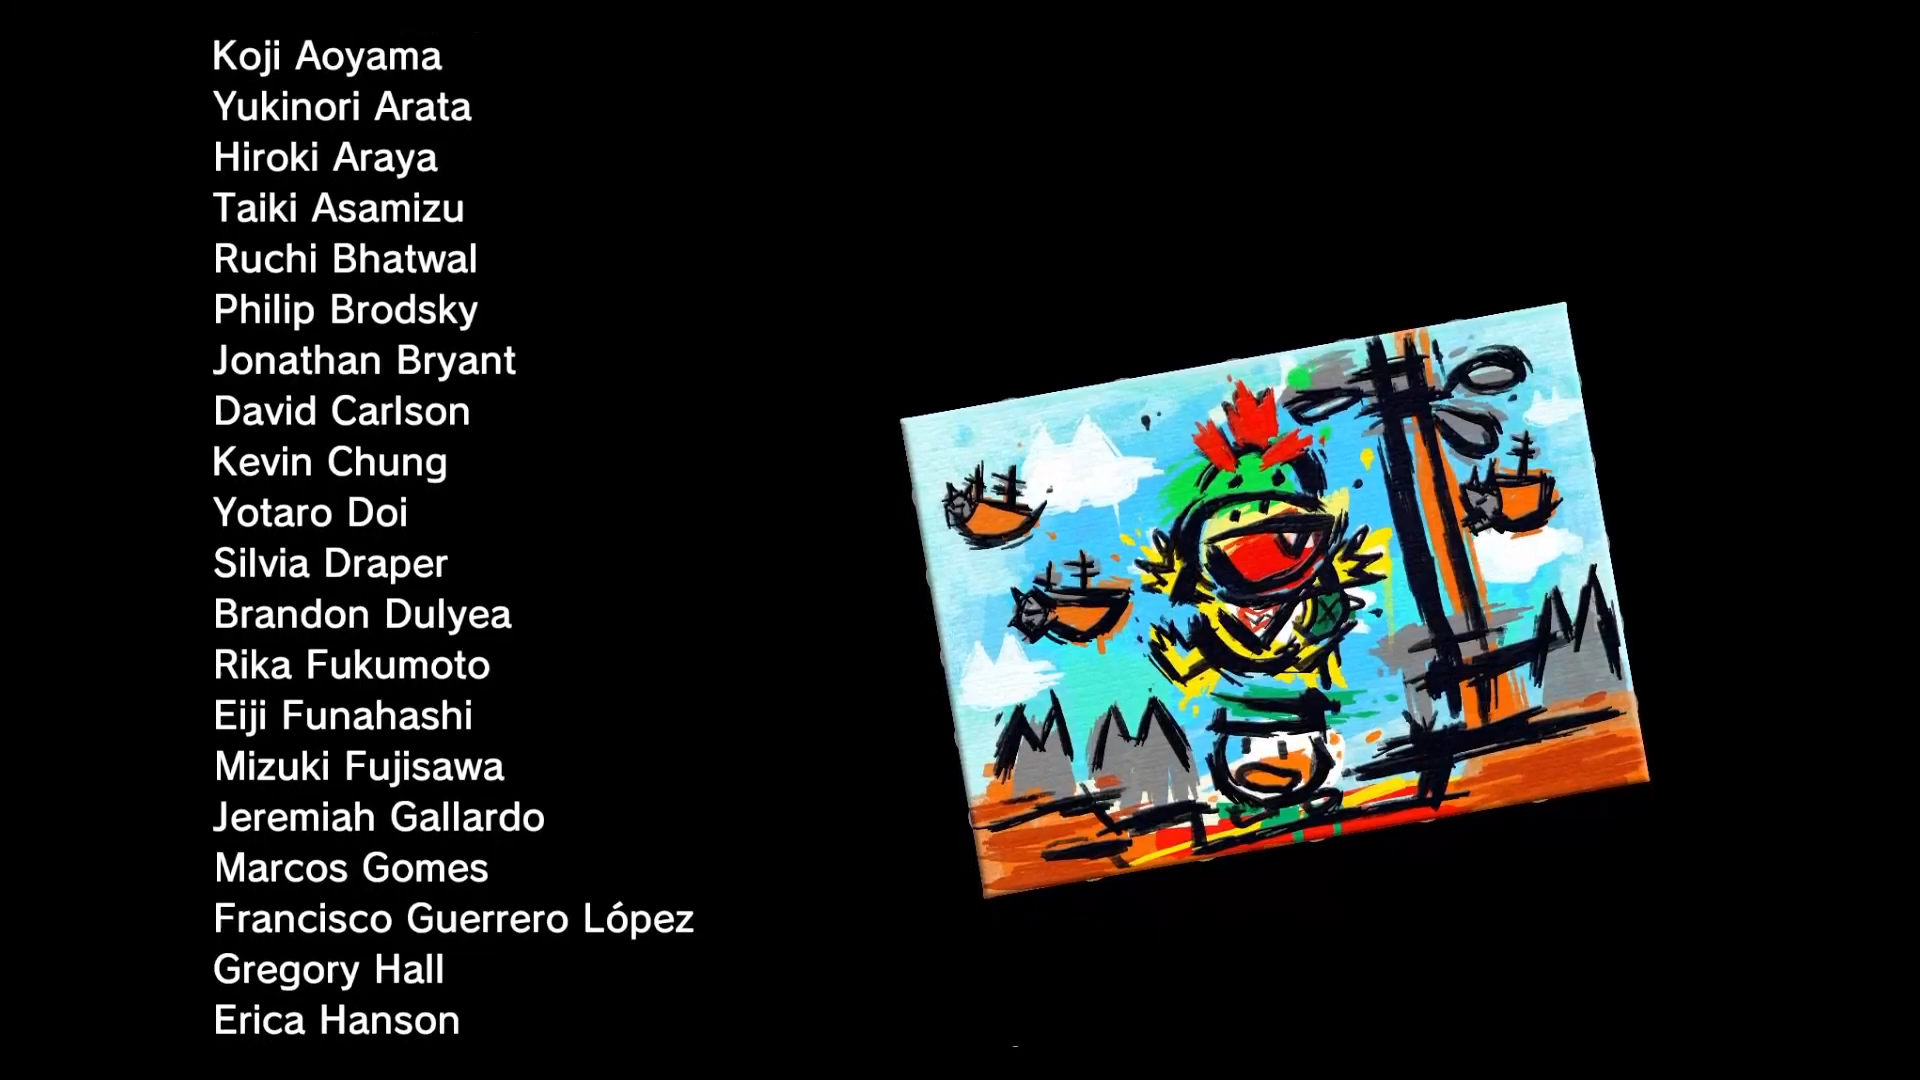 Koji Aoyama
Yukinori Arata
Hiroki Araya
Taiki Asamizu
Ruchi Bhatwal
Philip Brodsky
Jonathan Bryant
David Carlson
Kevin Chung
Yotaro Doi
Silvia Draper
Brandon Dulyea
Rika Fukumoto
Eiji Funahashi
Mizuki Fujisawa
Jeremiah Gallardo
Marcos Gomes
Francisco Guerrero López
Gregory Hall
Erica Hanson